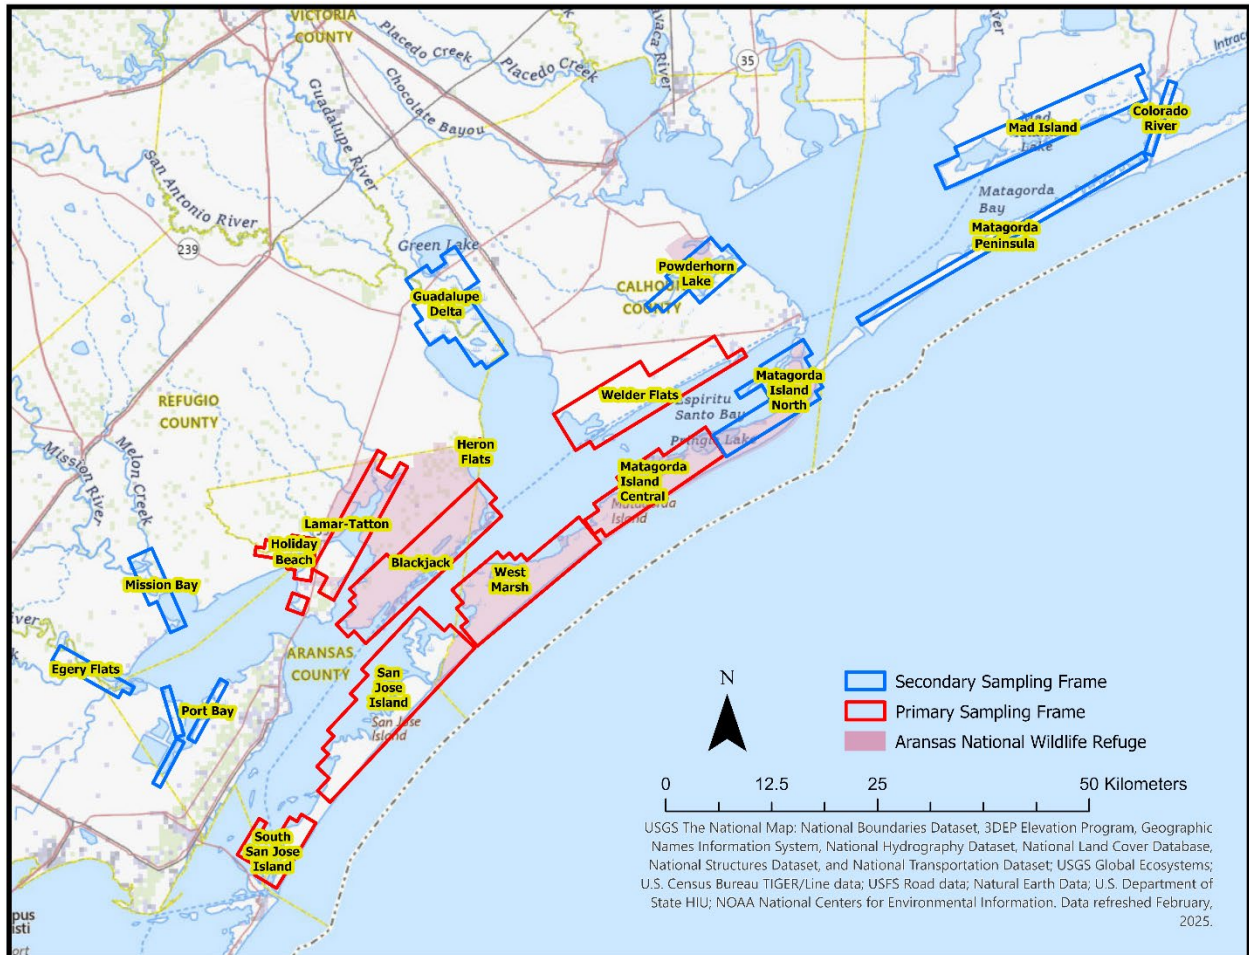 VICTORIA
COUNTY
Placedo Creek
Placedo Creek
Chocolate Bayou
Guadalupe River
River
35
Intrac
San Antonio River
239
Green Lake
Mad Island
Lake
Colorado
River
Matagorda
Bay
Matagorda
Peninsula
Powderhorn
Lake
COUNTY
Guadalupe
Delta
Welder Flats
Espiritu
Santo Bay
Matagorda
Island
North
Pringle Lake
REFUGIO
COUNTY
Melon Creek
Mission River
Heron
Flats
Matagorda
Island
Central
Island
Lamar-Tatton
Holiday
Beach
Blackjack
West
Marsh
Mission Bay
Egery Flats
Port Bay
ARANSAS
COUNTY
San
Jose
Island
San Jose
Island
South
San Jose
Island
N
Secondary Sampling Frame
Primary Sampling Frame
Aransas National Wildlife Refuge
0 12.5 25 50 Kilometers
USGS The National Map: National Boundaries Dataset, 3DEP Elevation Program, Geographic
Names Information System, National Hydrography Dataset, National Land Cover Database,
National Structures Dataset, and National Transportation Dataset; USGS Global Ecosystems;
U.S. Census Bureau TIGER/Line data; USFS Road data; Natural Earth Data; U.S. Department of
State HIU; NOAA National Centers for Environmental Information. Data refreshed February,
2025.